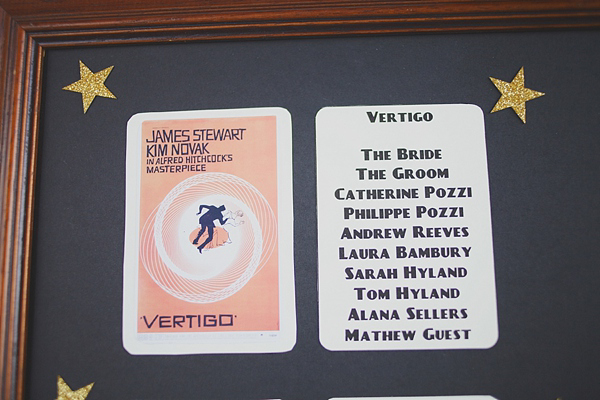 JAMES STEWART
KIM NOVAK
IN ALFRED HITCHCOCK'S
MASTERPIECE
'VERTIGO'
VERTIGO
THE BRIDE
THE GROOM
CATHERINE POZZI
PHILIPPE POZZI
ANDREW REEVES
LAURA BAMBURY
SARAH HYLAND
TOM HYLAND
ALANA SELLERS
MATHEW GUEST